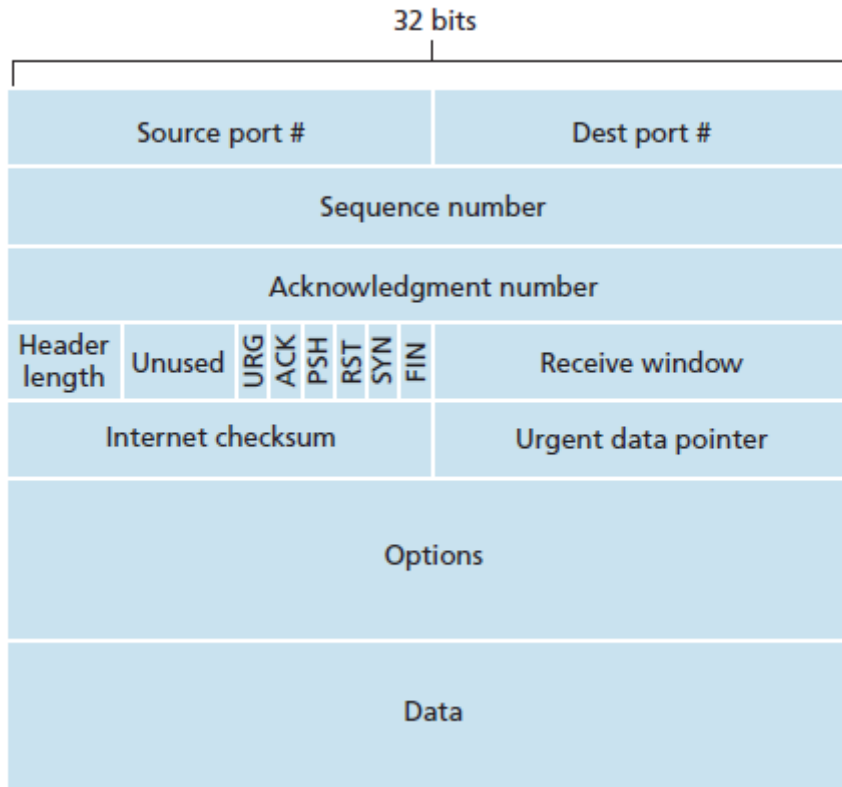 32 bits
Source port #
Dest port #
Sequence number
Acknowledgment number
Header
length
Unused
URG
ACK
PSH
RST
SYN
FIN
Receive window
Internet checksum
Urgent data pointer
Options
Data